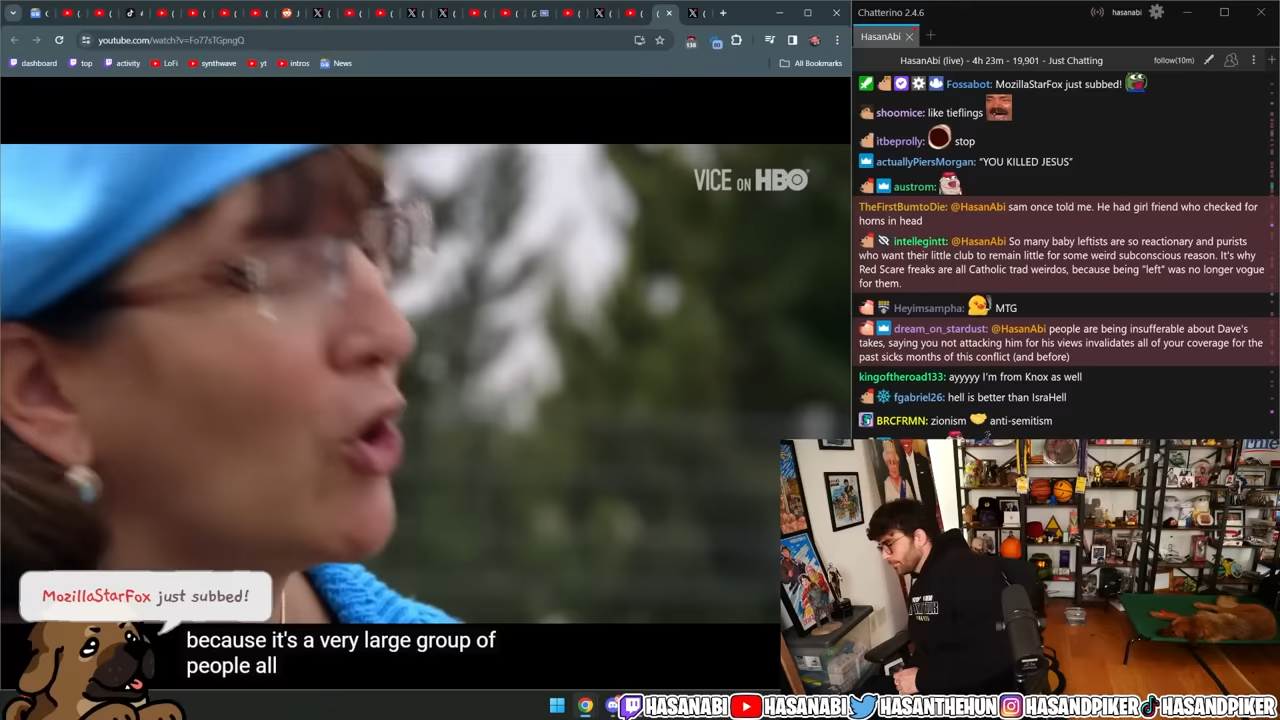 youtube.com/watch?v=Fo77sTGpngQ
138
dashboard
top
activity
LoFi
synthwave
yt
intros
News
All Bookmarks
VICE ON HBO
MozillaStarFox just subbed!
because it's a very large group of
people all
Chatterino 2.4.6
hasanabi
HasanAbi
HasanAbi (live) - 4h 23m - 19,901 - Just Chatting
follow(10m)
Fossabot: MozillaStarFox just subbed!
shoomice: like tieflings
itbeprolly: stop
actuallyPiersMorgan: “YOU KILLED JESUS”
austrom:
TheFirstBumtoDie: @HasanAbi sam once told me. He had girl friend who checked for
horns in head
intellegintt: @HasanAbi So many baby leftists are so reactionary and purists
who want their little club to remain little for some weird subconscious reason. It's why
Red Scare freaks are all Catholic trad weirdos, because being "left" was no longer vogue
for them.
Heyimsampha: MTG
dream_on_stardust: @HasanAbi people are being insufferable about Dave's
takes, saying you not attacking him for his views invalidates all of your coverage for the
past sicks months of this conflict (and before)
kingoftheroad133: ayyyyy I'm from Knox as well
fgabriel26: hell is better than IsraHell
BRCFRMN: zionism anti-semitism
HASANABI HASANABI HASANTHEHUN HASANDPIKER HASANDPIKER